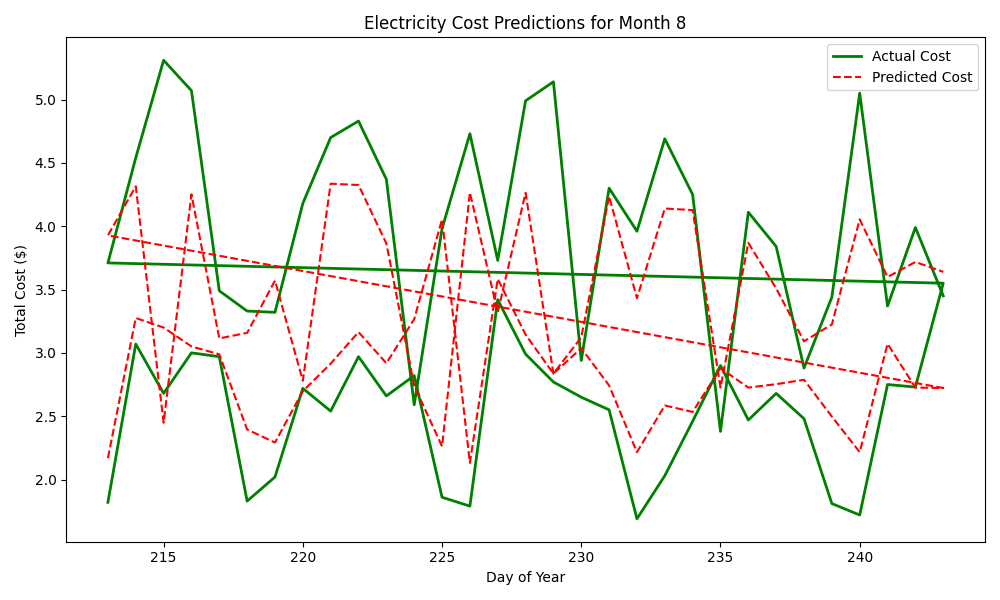 Electricity Cost Predictions for Month 8
Actual Cost
Predicted Cost
Total Cost ($)
5.0
4.5
4.0
3.5
3.0
2.5
2.0
215
220
225
230
235
240
Day of Year